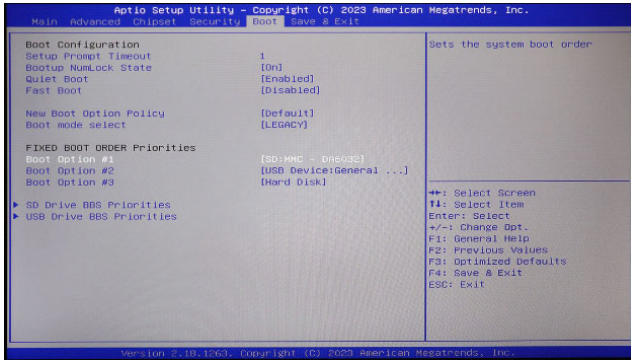 Aptio Setup Utility – Copyright (C) 2023 American Megatrends, Inc.
Main Advanced Chipset Security Boot Save & Exit
Boot Configuration
Setup Prompt Timeout 1
Bootup NumLock State [On]
Quiet Boot [Enabled]
Fast Boot [Disabled]
New Boot Option Policy [Default]
Boot mode select [LEGACY]
FIXED BOOT ORDER Priorities
Boot Option #1 [SD:MMC - DA6032]
Boot Option #2 [USB Device:General ...]
Boot Option #3 [Hard Disk]
SD Drive BBS Priorities
USB Drive BBS Priorities
Sets the system boot order
→←: Select Screen
↑↓: Select Item
Enter: Select
+/-: Change Opt.
F1: General Help
F2: Previous Values
F3: Optimized Defaults
F4: Save & Exit
ESC: Exit
Version 2.18.1263. Copyright (C) 2023 American Megatrends, Inc.